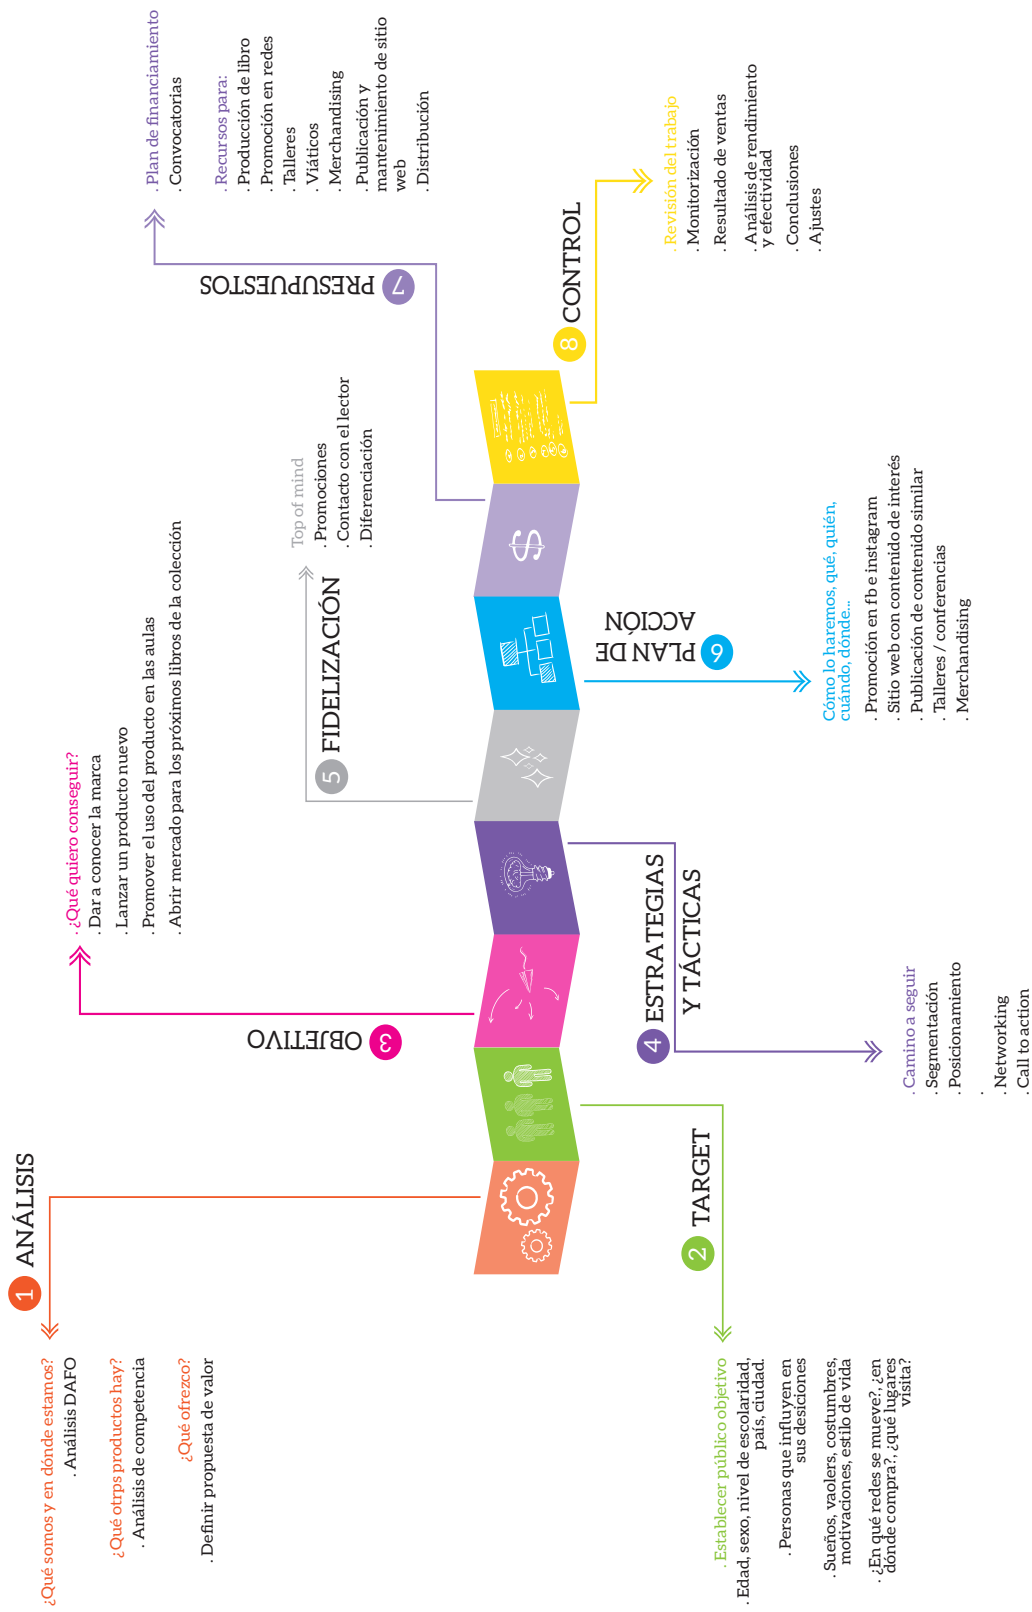 1 ANÁLISIS
¿Qué somos y en dónde estamos?
. Análisis DAFO
¿Qué otrps productos hay?
. Análisis de competencia
¿Qué ofrezco?
. Definir propuesta de valor
2 TARGET
. Establecer público objetivo
. Edad, sexo, nivel de escolaridad,
país, ciudad.
. Personas que influyen en
sus desiciones
. Sueños, vaolers, costumbres,
motivaciones, estilo de vida
. ¿En qué redes se mueve?, ¿en
dónde compra?, ¿qué lugares
visita?
3 OBJETIVO
. ¿Qué quiero conseguir?
. Dar a conocer la marca
. Lanzar un producto nuevo
. Promover el uso del producto en las aulas
. Abrir mercado para los próximos libros de la colección
4 ESTRATEGIAS
Y TÁCTICAS
. Camino a seguir
. Segmentación
. Posicionamiento
.
. Networking
. Call to action
5 FIDELIZACIÓN
Top of mind
. Promociones
. Contacto con el lector
. Diferenciación
6 PLAN DE
ACCIÓN
Cómo lo haremos, qué, quién,
cuándo, dónde...
. Promoción en fb e instagram
. Sitio web con contenido de interés
. Publicación de contenido similar
. Talleres / conferencias
. Merchandising
7 PRESUPUESTOS
. Plan de financiamiento
. Convocatorias
. Recursos para:
. Producción de libro
. Promoción en redes
. Talleres
. Viáticos
. Merchandising
. Publicación y
mantenimiento de sitio
web
. Distribución
8 CONTROL
. Revisión del trabajo
. Monitorización
. Resultado de ventas
. Análisis de rendimiento
y efectividad
. Conclusiones
. Ajustes
$